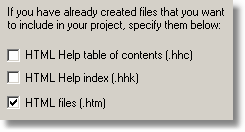 If you have already created files that you want
to include in your project, specify them below:
HTML Help table of contents (.hhc)
HTML Help index (.hhk)
HTML files (.htm)